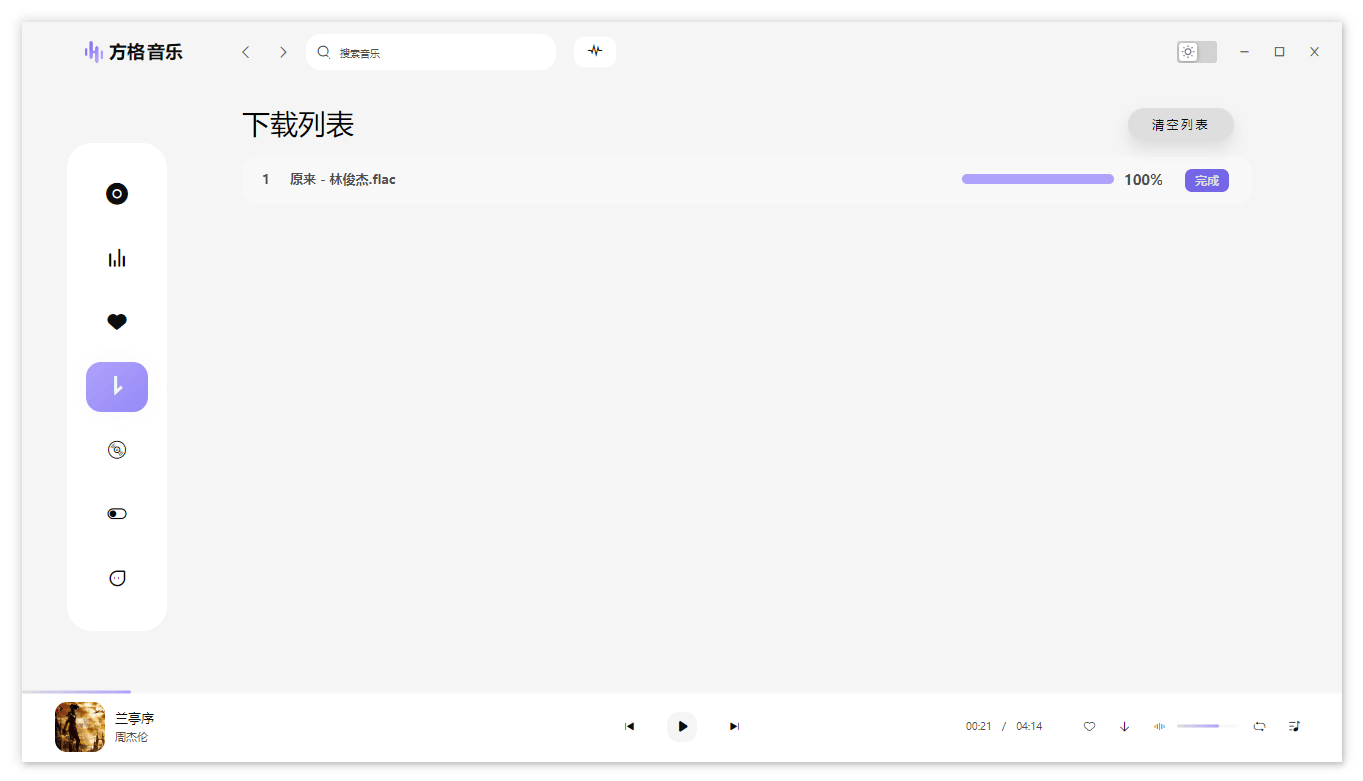 方格音乐
搜索音乐
下载列表
清空列表
1 原来 - 林俊杰.flac 100% 完成
兰亭序
周杰伦
00:21 / 04:14